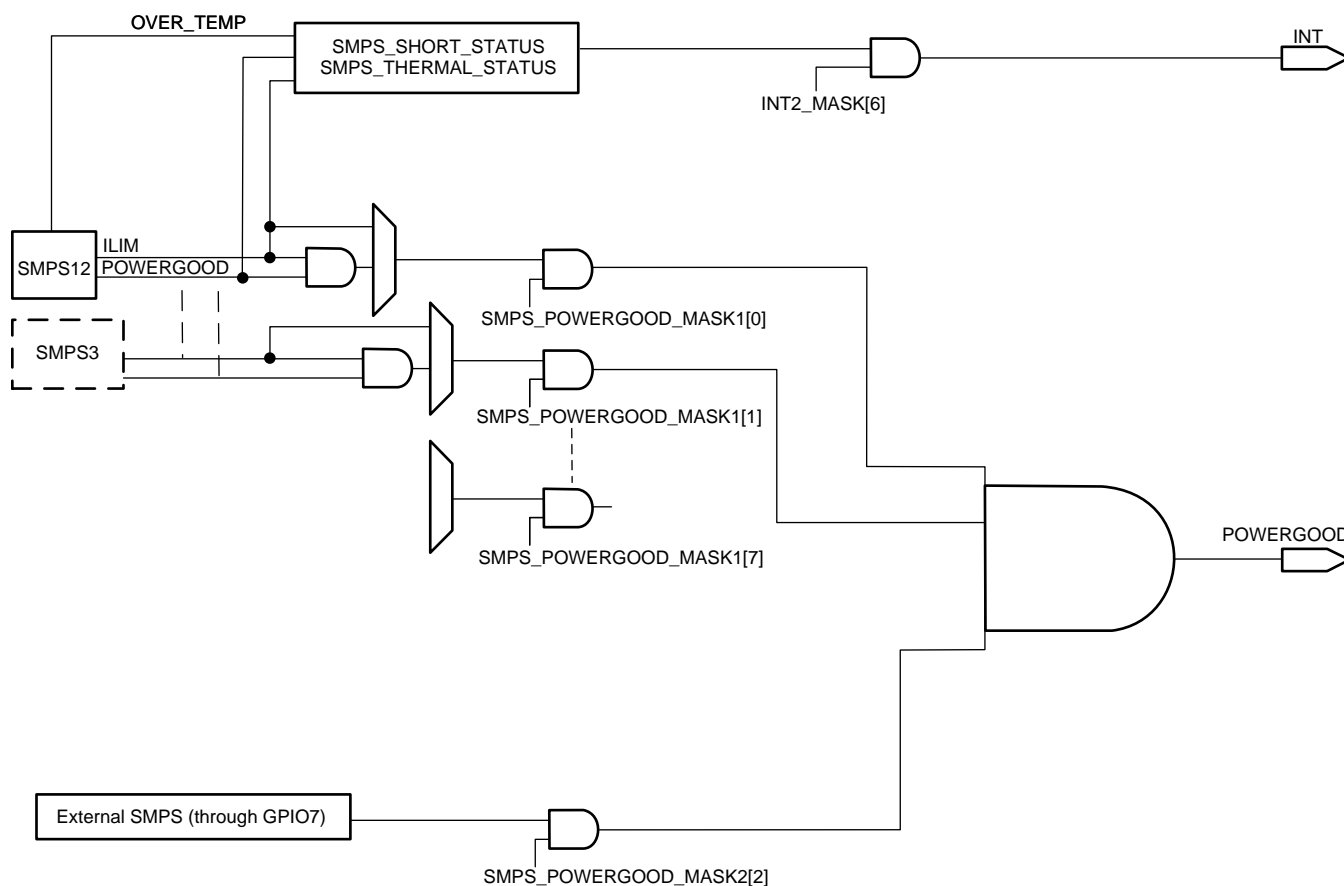 OVER_TEMP
SMPS_SHORT_STATUS
SMPS_THERMAL_STATUS
INT
INT2_MASK[6]
SMPS12
ILIM
POWERGOOD
SMPS_POWERGOOD_MASK1[0]
SMPS3
SMPS_POWERGOOD_MASK1[1]
SMPS_POWERGOOD_MASK1[7]
POWERGOOD
External SMPS (through GPIO7)
SMPS_POWERGOOD_MASK2[2]